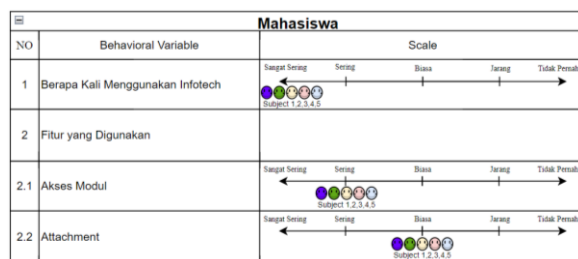 Mahasiswa
NO Behavioral Variable Scale
Sangat Sering Sering Biasa Jarang Tidak Pernah
1 Berapa Kali Menggunakan Infotech
Subject 1,2,3,4,5
2 Fitur yang Digunakan
Sangat Sering Sering Biasa Jarang Tidak Pernah
2.1 Akses Modul
Subject 1,2,3,4,5
Sangat Sering Sering Biasa Jarang Tidak Pernah
2.2 Attachment
Subject 1,2,3,4,5